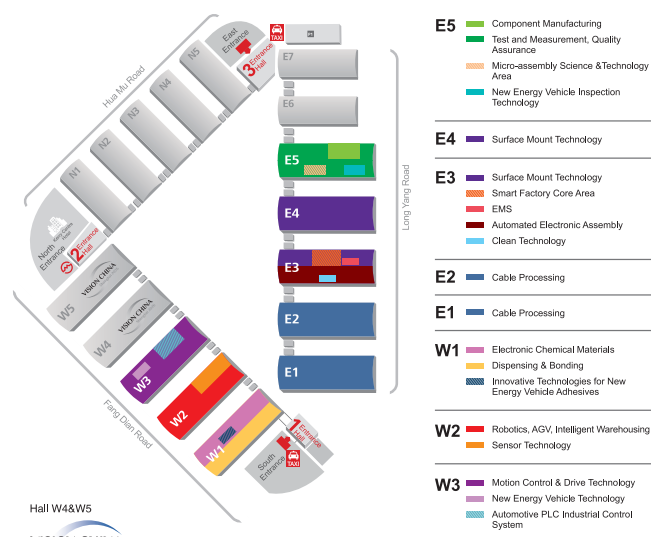 Hua Mu Road
East
Entrance
TAXI
3 Entrance
Hall
N5
N4
N3
N2
N1
North
Entrance
2 Entrance
Hall
W5
VISION CHINA
W4
VISION CHINA
W3
W2
W1
Fang Dian Road
1 Entrance
Hall
South
Entrance
TAXI
E7
E6
E5
E4
E3
E2
E1
Long Yang Road
E5 Component Manufacturing
Test and Measurement, Quality
Assurance
Micro-assembly Science &Technology
Area
New Energy Vehicle Inspection
Technology
E4 Surface Mount Technology
E3 Surface Mount Technology
Smart Factory Core Area
EMS
Automated Electronic Assembly
Clean Technology
E2 Cable Processing
E1 Cable Processing
W1 Electronic Chemical Materials
Dispensing & Bonding
Innovative Technologies for New
Energy Vehicle Adhesives
W2 Robotics, AGV, Intelligent Warehousing
Sensor Technology
W3 Motion Control & Drive Technology
New Energy Vehicle Technology
Automotive PLC Industrial Control
System
Hall W4&W5